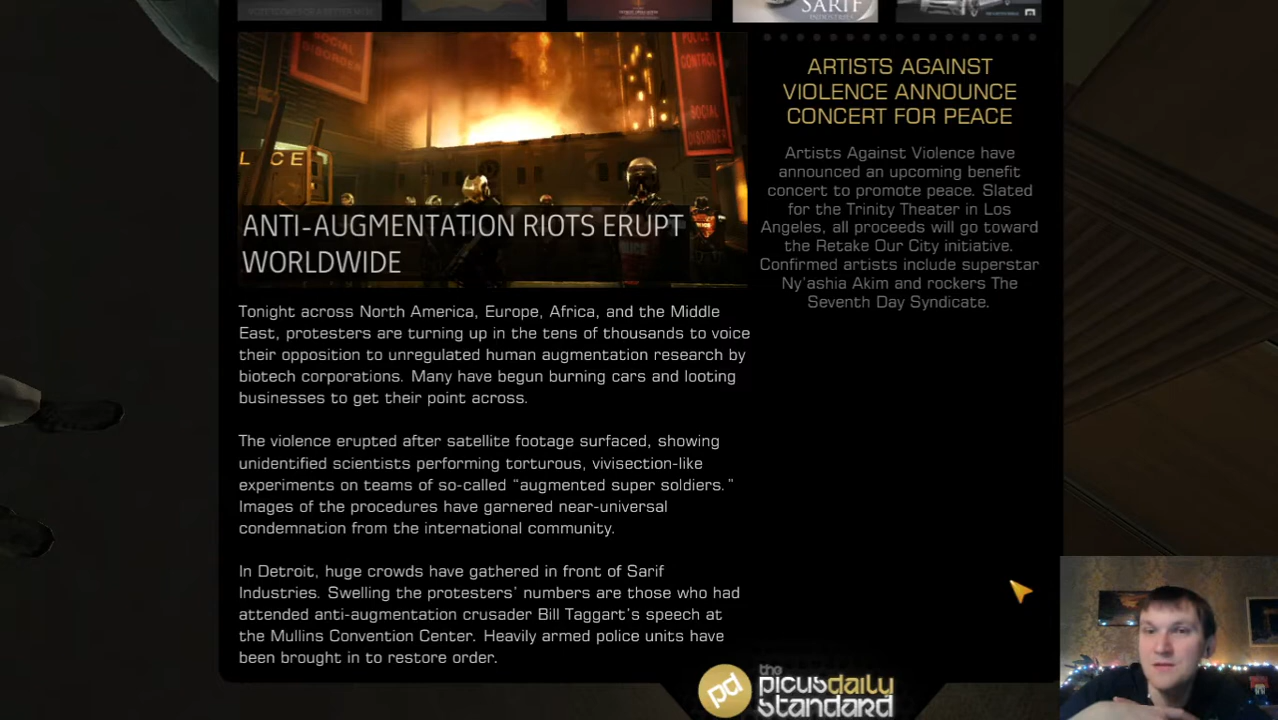 SARIF
INDUSTRIES
SOCIAL
DISORDER
POLICE
CONTROL
SOCIAL
DISORDER
L I C E
POLICE
ANTI-AUGMENTATION RIOTS ERUPT
WORLDWIDE
Tonight across North America, Europe, Africa, and the Middle
East, protesters are turning up in the tens of thousands to voice
their opposition to unregulated human augmentation research by
biotech corporations. Many have begun burning cars and looting
businesses to get their point across.
The violence erupted after satellite footage surfaced, showing
unidentified scientists performing torturous, vivisection-like
experiments on teams of so-called “augmented super soldiers.”
Images of the procedures have garnered near-universal
condemnation from the international community.
In Detroit, huge crowds have gathered in front of Sarif
Industries. Swelling the protesters’ numbers are those who had
attended anti-augmentation crusader Bill Taggart’s speech at
the Mullins Convention Center. Heavily armed police units have
been brought in to restore order.
ARTISTS AGAINST
VIOLENCE ANNOUNCE
CONCERT FOR PEACE
Artists Against Violence have
announced an upcoming benefit
concert to promote peace. Slated
for the Trinity Theater in Los
Angeles, all proceeds will go toward
the Retake Our City initiative.
Confirmed artists include superstar
Ny’ashia Akim and rockers The
Seventh Day Syndicate.
pd
the
picusdaily
standard